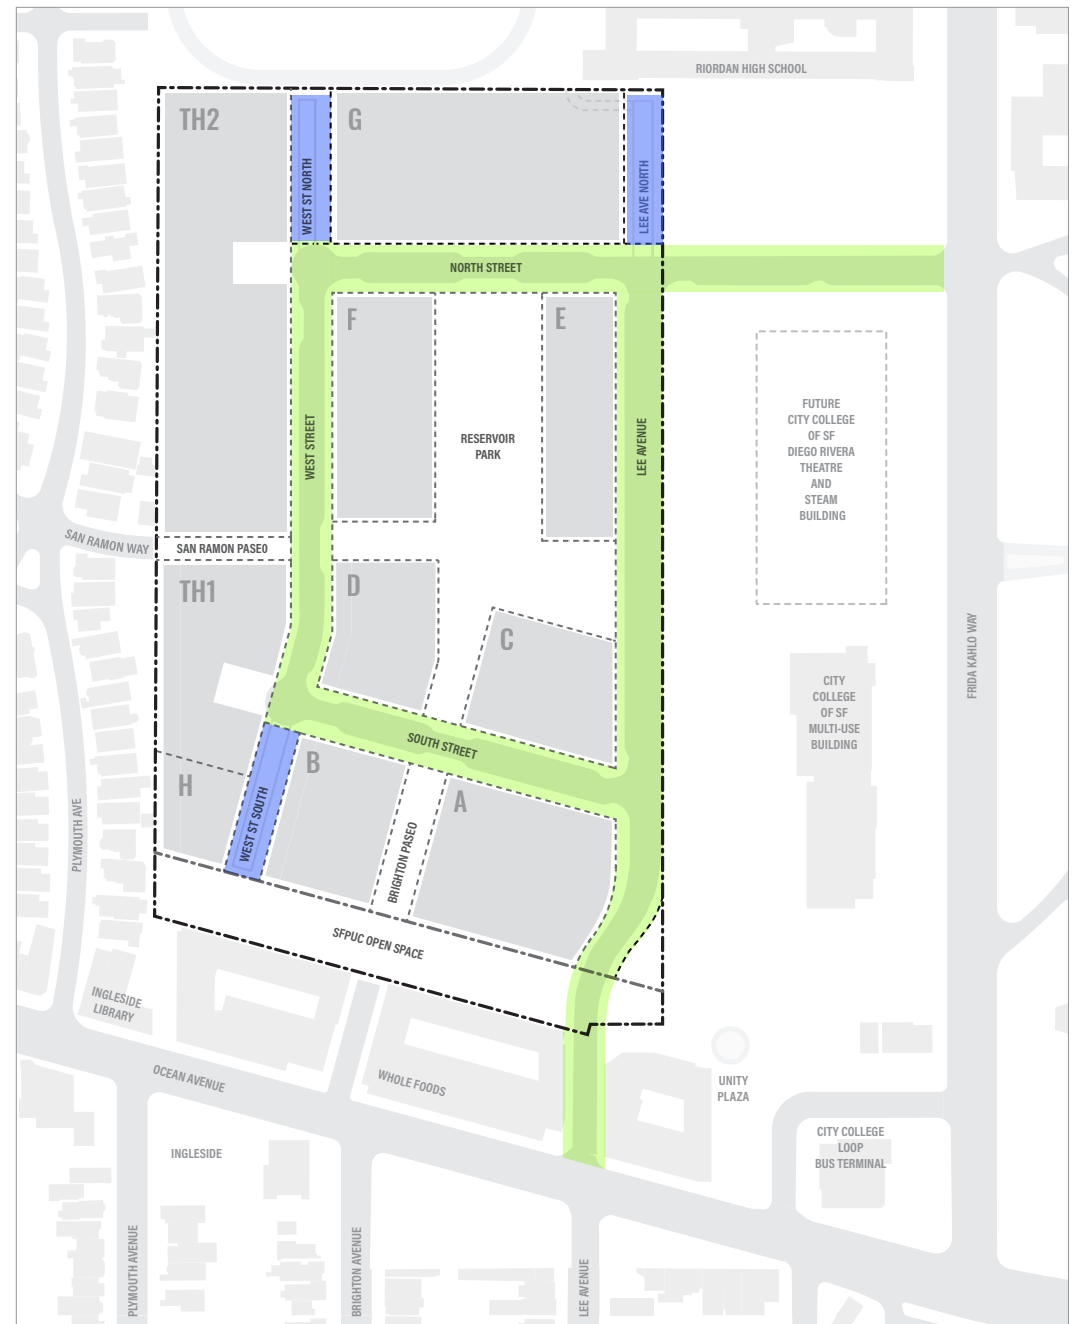 RIORDAN HIGH SCHOOL
TH2
G
WEST ST NORTH
LEE AVE NORTH
NORTH STREET
F
E
WEST STREET
RESERVOIR
PARK
LEE AVENUE
FUTURE
CITY COLLEGE
OF SF
DIEGO RIVERA
THEATRE
AND
STEAM
BUILDING
SAN RAMON WAY
SAN RAMON PASEO
TH1
D
C
FRIDA KAHLO WAY
CITY
COLLEGE
OF SF
MULTI-USE
BUILDING
SOUTH STREET
B
H
A
PLYMOUTH AVE
WEST ST SOUTH
BRIGHTON PASEO
SFPUC OPEN SPACE
INGLESIDE
LIBRARY
OCEAN AVENUE
WHOLE FOODS
UNITY
PLAZA
INGLESIDE
CITY COLLEGE
LOOP
BUS TERMINAL
PLYMOUTH AVENUE
BRIGHTON AVENUE
LEE AVENUE